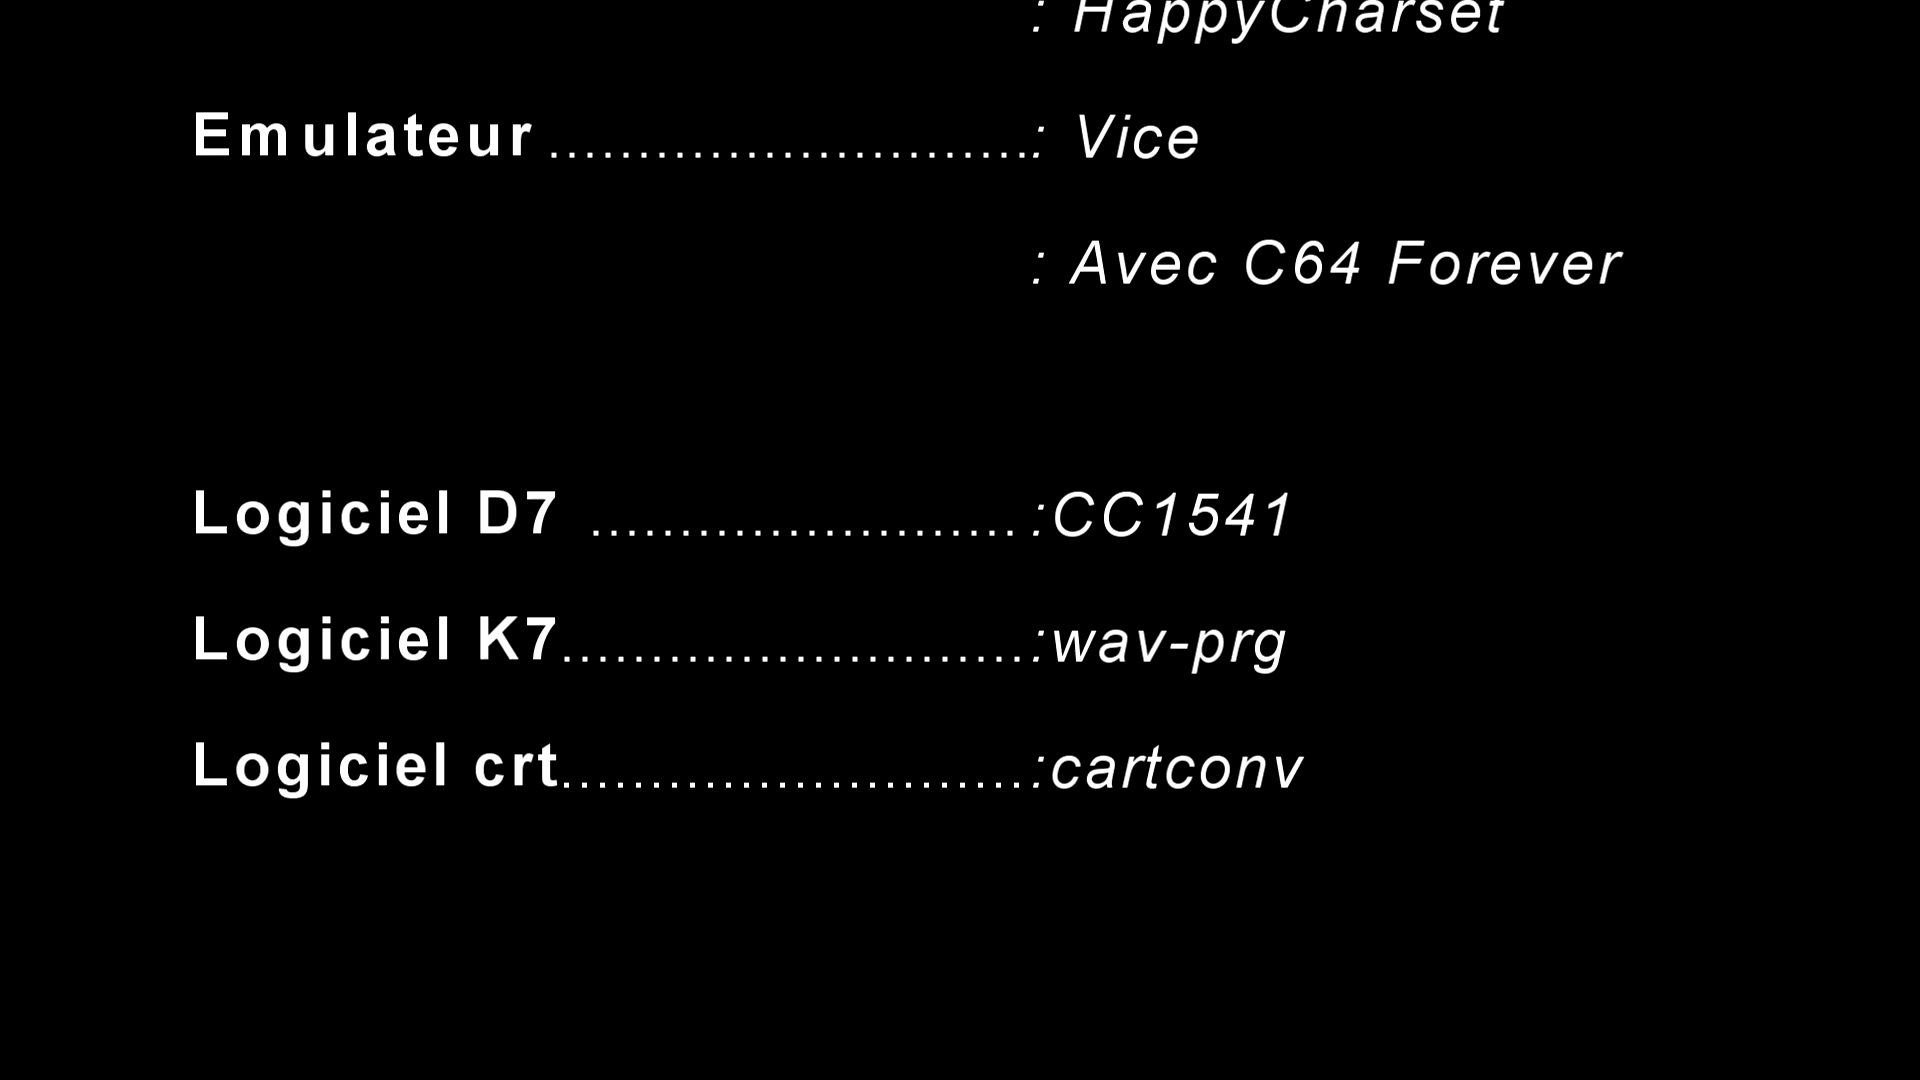 : HappyCharset
Emulateur ...........................: Vice
: Avec C64 Forever
Logiciel D7 ........................ :CC1541
Logiciel K7..........................:wav-prg
Logiciel crt..........................:cartconv